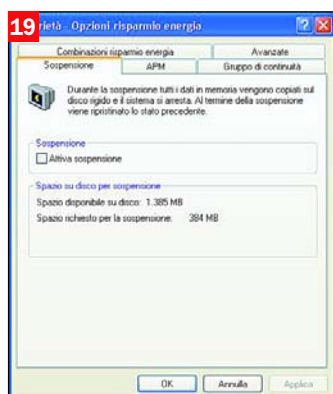 19
rietà - Opzioni risparmio energia
Combinazioni risparmio energia
Avanzate
Sospensione
APM
Gruppo di continuità
Durante la sospensione tutti i dati in memoria vengono copiati sul
disco rigido e il sistema si arresta. Al termine della sospensione
viene ripristinato lo stato precedente.
Sospensione
Attiva sospensione
Spazio su disco per sospensione
Spazio disponibile su disco: 1.385 MB
Spazio richiesto per la sospensione: 384 MB
OK
Annulla
Applica